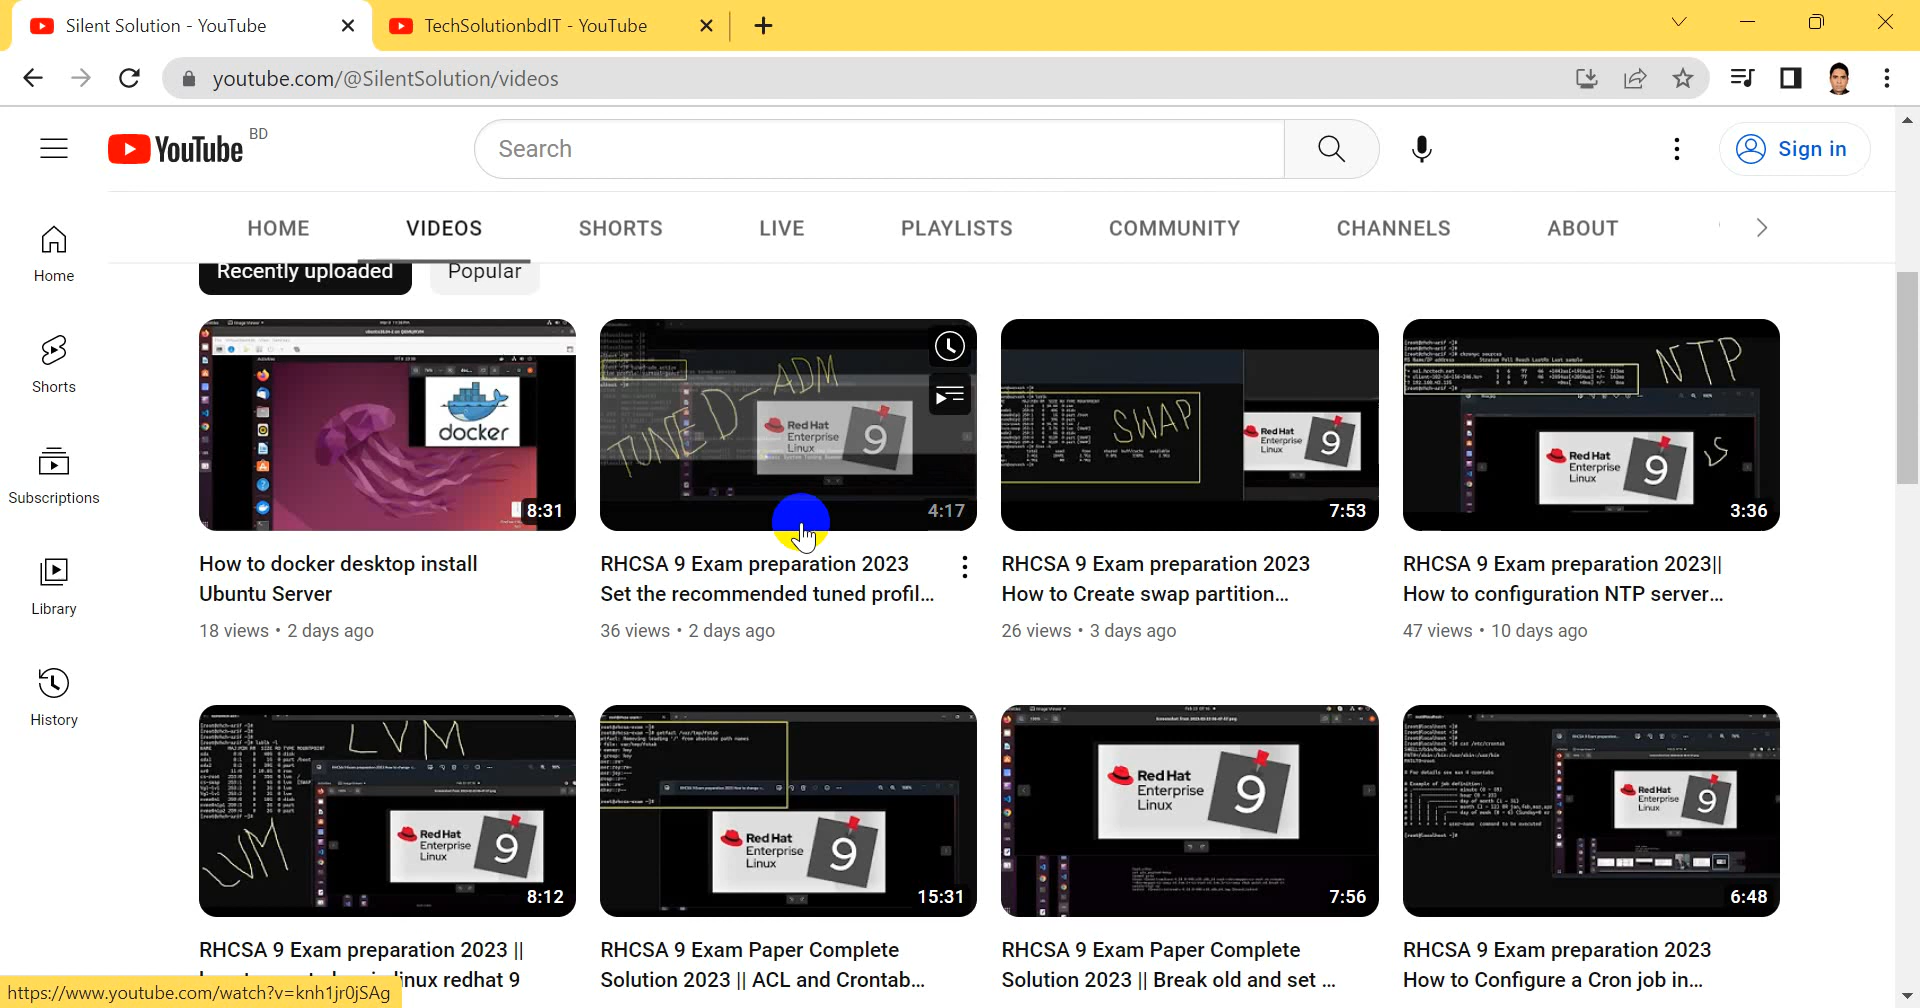 Silent Solution - YouTube
TechSolutionbdIT - YouTube
youtube.com/@SilentSolution/videos
YouTube BD
Search
Sign in
HOME
VIDEOS
SHORTS
LIVE
PLAYLISTS
COMMUNITY
CHANNELS
ABOUT
Home
Shorts
Subscriptions
Library
History
Recently uploaded
Popular
docker
8:31
TUNED-ADM
Red Hat
Enterprise
Linux
9
4:17
SWAP
Red Hat
Enterprise
Linux
9
7:53
NTP
Red Hat
Enterprise
Linux
9
3:36
How to docker desktop install
Ubuntu Server
18 views • 2 days ago
RHCSA 9 Exam preparation 2023
Set the recommended tuned profil...
36 views • 2 days ago
RHCSA 9 Exam preparation 2023
How to Create swap partition...
26 views • 3 days ago
RHCSA 9 Exam preparation 2023||
How to configuration NTP server...
47 views • 10 days ago
LVM
LVM
Red Hat
Enterprise
Linux
9
8:12
Red Hat
Enterprise
Linux
9
15:31
Red Hat
Enterprise
Linux
9
7:56
Red Hat
Enterprise
Linux
9
6:48
RHCSA 9 Exam preparation 2023 ||
inux redhat 9
RHCSA 9 Exam Paper Complete
Solution 2023 || ACL and Crontab...
RHCSA 9 Exam Paper Complete
Solution 2023 || Break old and set ...
RHCSA 9 Exam preparation 2023
How to Configure a Cron job in...
https://www.youtube.com/watch?v=knh1jr0jSAg